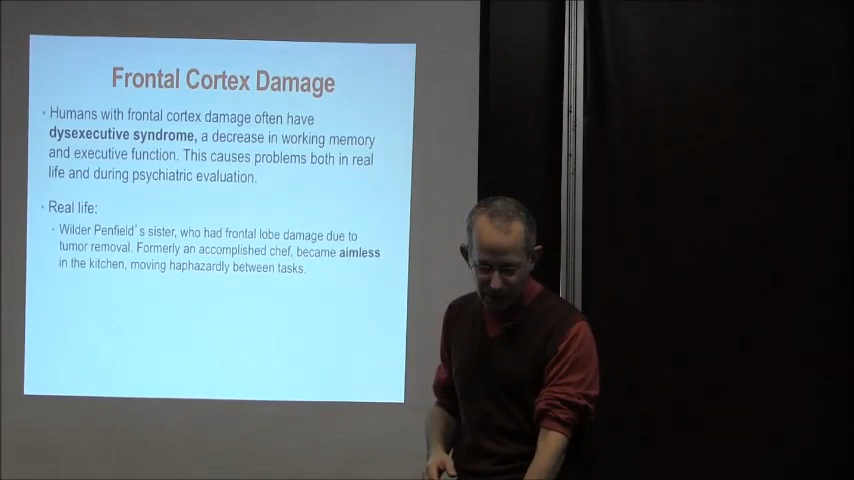 Frontal Cortex Damage
• Humans with frontal cortex damage often have
dysexecutive syndrome, a decrease in working memory
and executive function. This causes problems both in real
life and during psychiatric evaluation.
• Real life:
• Wilder Penfield's sister, who had frontal lobe damage due to
tumor removal. Formerly an accomplished chef, became aimless
in the kitchen, moving haphazardly between tasks.